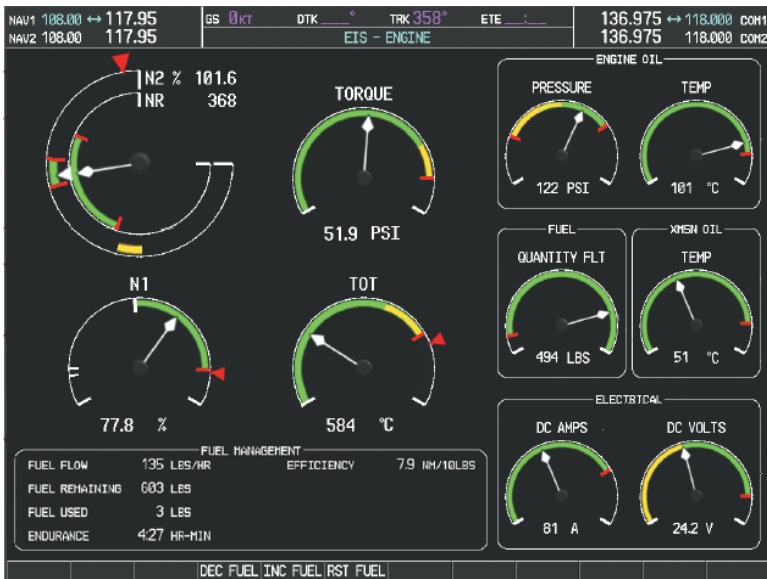 NAV1 108.00 ↔ 117.95 GS 0KT DTK ___° TRK 358° ETE __:__ 136.975 ↔ 118.000 COM1
NAV2 108.00 117.95 EIS - ENGINE 136.975 118.000 COM2
N2 % 101.6
NR 368
TORQUE
51.9 PSI
ENGINE OIL
PRESSURE TEMP
122 PSI 101 °C
N1 TOT
77.8 % 584 °C
FUEL XMSN OIL
QUANTITY FLT TEMP
494 LBS 51 °C
ELECTRICAL
DC AMPS DC VOLTS
81 A 24.2 V
FUEL MANAGEMENT
FUEL FLOW 135 LBS/HR EFFICIENCY 7.9 NM/10LBS
FUEL REMAINING 603 LBS
FUEL USED 3 LBS
ENDURANCE 4:27 HR-MIN
DEC FUEL INC FUEL RST FUEL